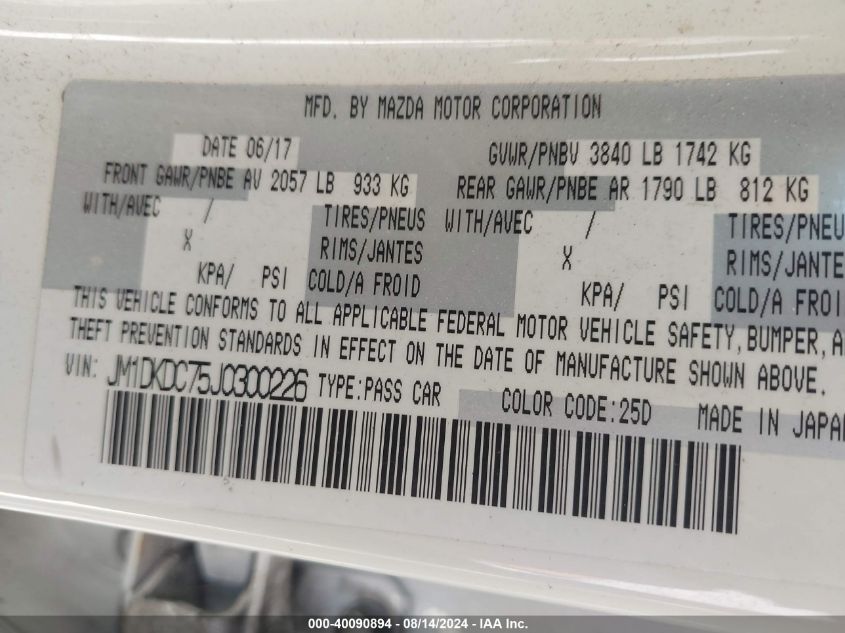 MFD. BY MAZDA MOTOR CORPORATION
DATE 06/17 GVWR/PNBV 3840 LB 1742 KG
FRONT GAWR/PNBE AV 2057 LB 933 KG REAR GAWR/PNBE AR 1790 LB 812 KG
WITH/AVEC / TIRES/PNEUS WITH/AVEC / TIRES/PNEU
X RIMS/JANTES X RIMS/JANTE
KPA/ PSI COLD/A FROID KPA/ PSI COLD/A FROI
THIS VEHICLE CONFORMS TO ALL APPLICABLE FEDERAL MOTOR VEHICLE SAFETY, BUMPER, A
THEFT PREVENTION STANDARDS IN EFFECT ON THE DATE OF MANUFACTURE SHOWN ABOVE.
VIN: JM1DKDC75J0300226 TYPE:PASS CAR COLOR CODE:25D MADE IN JAPA
000-40090894 - 08/14/2024 - IAA Inc.